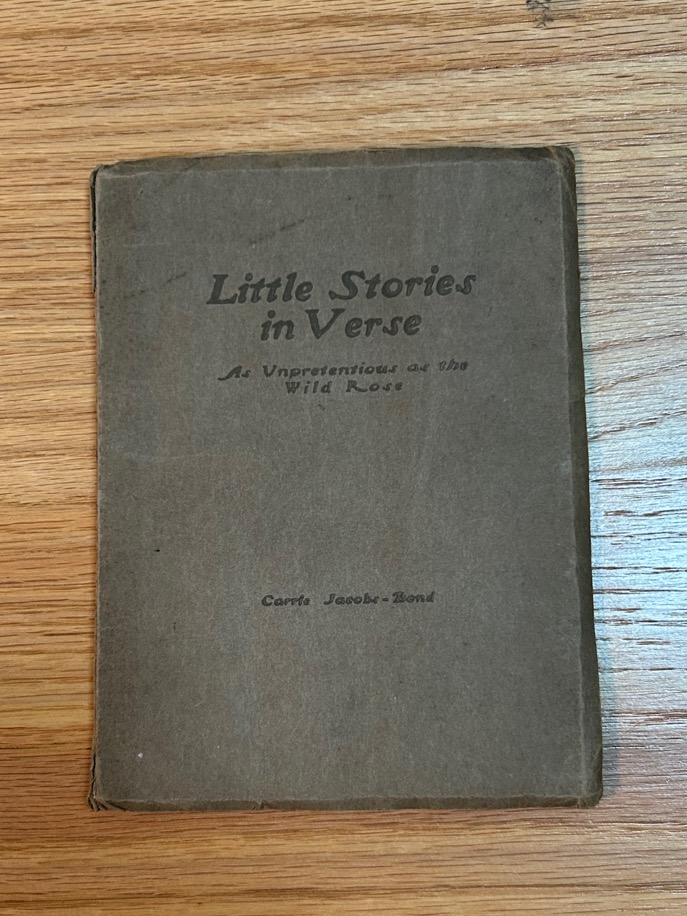 Little Stories
in Verse
As Unpretentious as the
Wild Rose
Carrie Jacobs-Bond